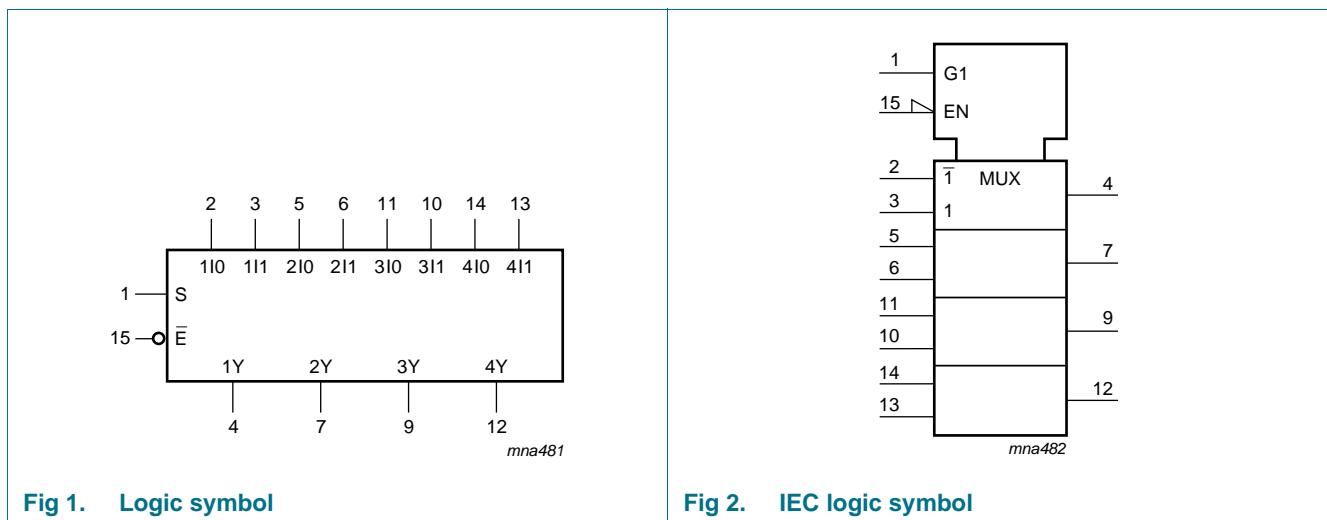 2 3 5 6 11 10 14 13
1I0 1I1 2I0 2I1 3I0 3I1 4I0 4I1
1 S
15 E̅
1Y 2Y 3Y 4Y
4 7 9 12
mna481
Fig 1. Logic symbol
1 G1
15 EN
2 1̅ MUX 4
3 1
5
7
6
11
9
10
14
12
13
mna482
Fig 2. IEC logic symbol